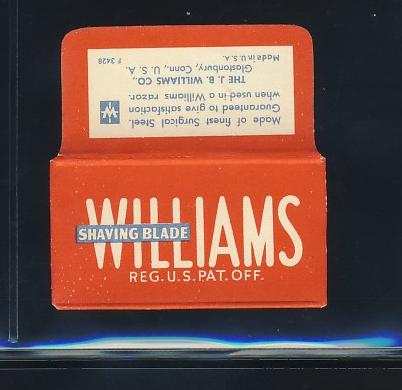 Made of finest Surgical Steel.
Guaranteed to give satisfaction
when used in a Williams razor.
THE J. B. WILLIAMS CO.,
Glastonbury, Conn., U. S. A.
Made in U. S. A.
F 3428
W
WILLIAMS
SHAVING BLADE
REG. U.S. PAT. OFF.